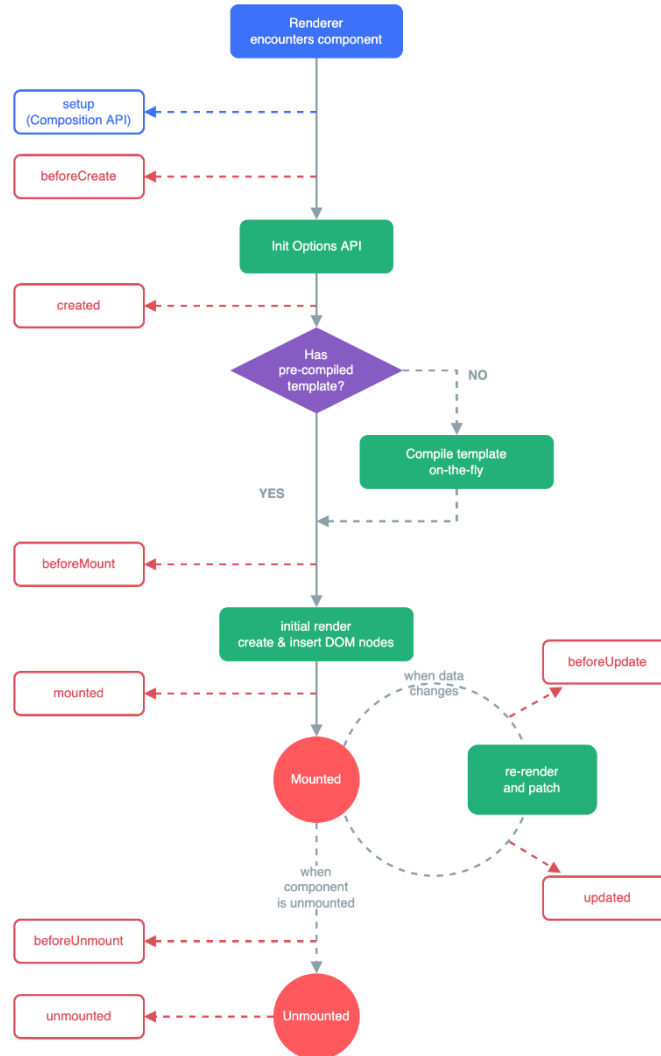 Renderer
encounters component
setup
(Composition API)
beforeCreate
Init Options API
created
Has
pre-compiled
template?
NO
Compile template
on-the-fly
YES
beforeMount
initial render
create & insert DOM nodes
beforeUpdate
when data
changes
mounted
Mounted
re-render
and patch
when
component
is unmounted
updated
beforeUnmount
unmounted
Unmounted